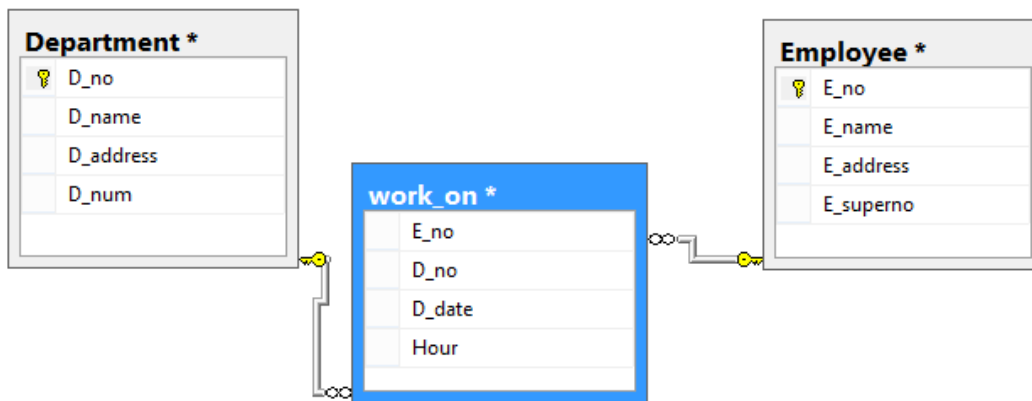 Department *
D_no
D_name
D_address
D_num
work_on *
E_no
D_no
D_date
Hour
Employee *
E_no
E_name
E_address
E_superno